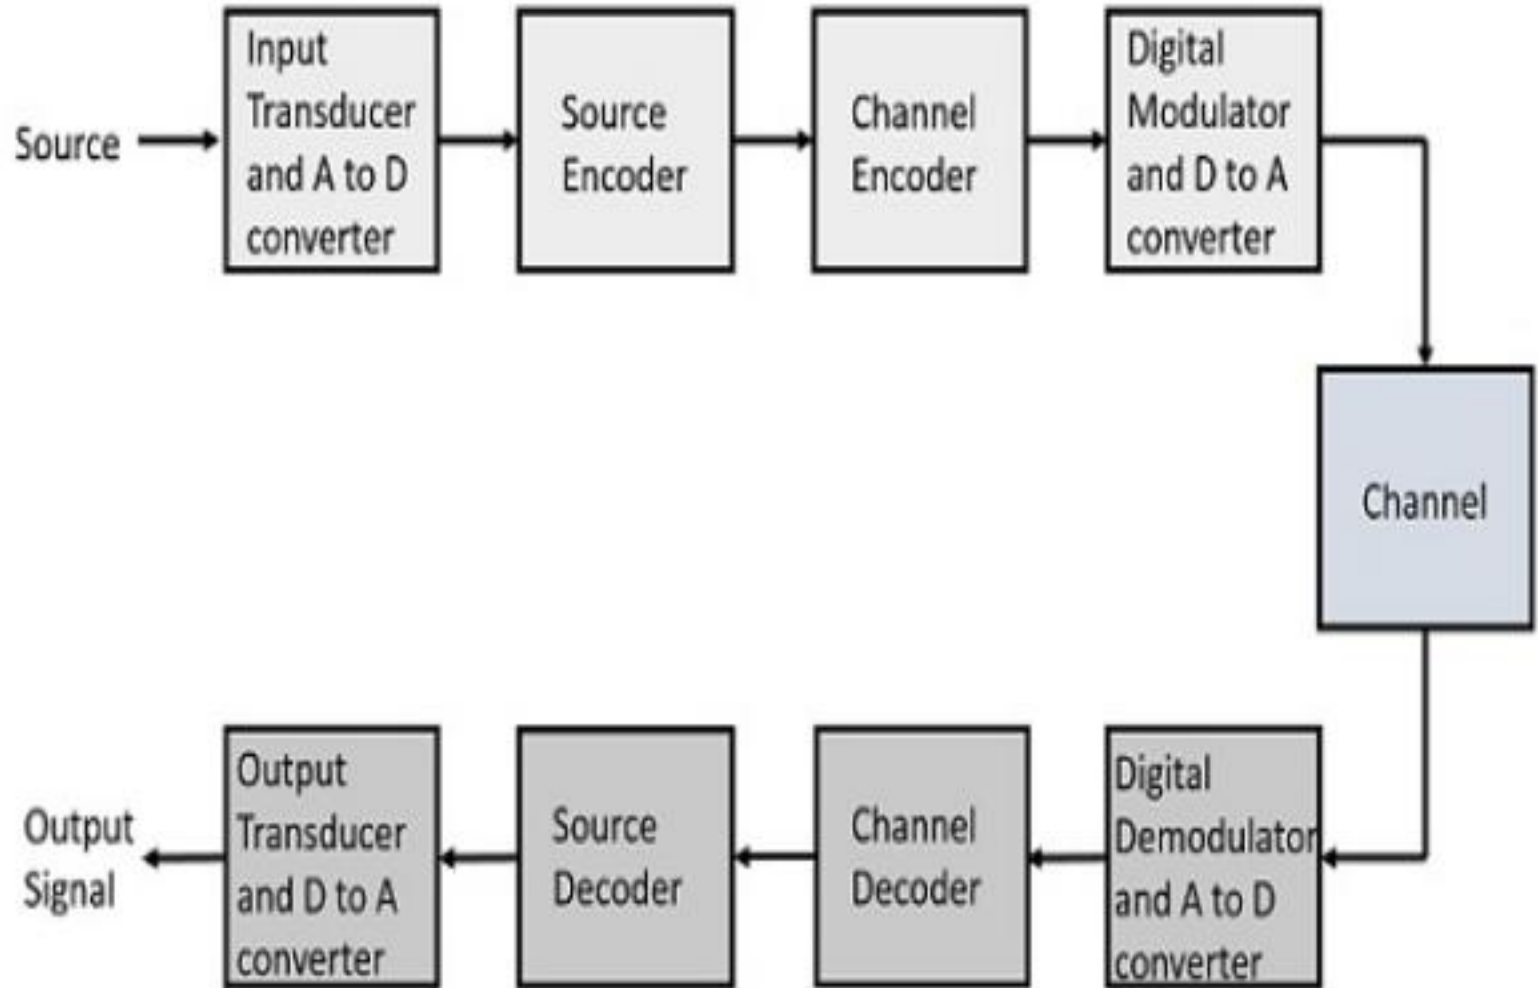 Source
Input
Transducer
and A to D
converter
Source
Encoder
Channel
Encoder
Digital
Modulator
and D to A
converter
Channel
Digital
Demodulator
and A to D
converter
Channel
Decoder
Source
Decoder
Output
Transducer
and D to A
converter
Output
Signal